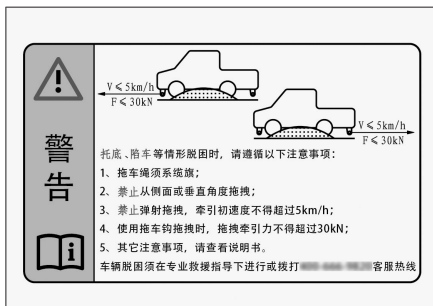 V≤5km/h
F≤30kN
V≤5km/h
F≤30kN
警告
托底、陷车等情形脱困时，请遵循以下注意事项：
1、拖车绳须系缆旗；
2、禁止从侧面或垂直角度拖拽；
3、禁止弹射拖拽，牵引初速度不得超过5km/h；
4、使用拖车钩拖拽时，拖拽牵引力不得超过30kN；
5、其它注意事项，请查看说明书。
车辆脱困须在专业救援指导下进行或拨打 客服热线